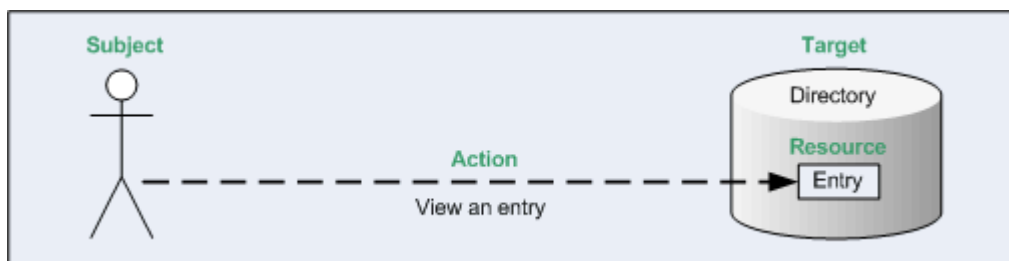 Subject
Target
Directory
Resource
Action
Entry
View an entry